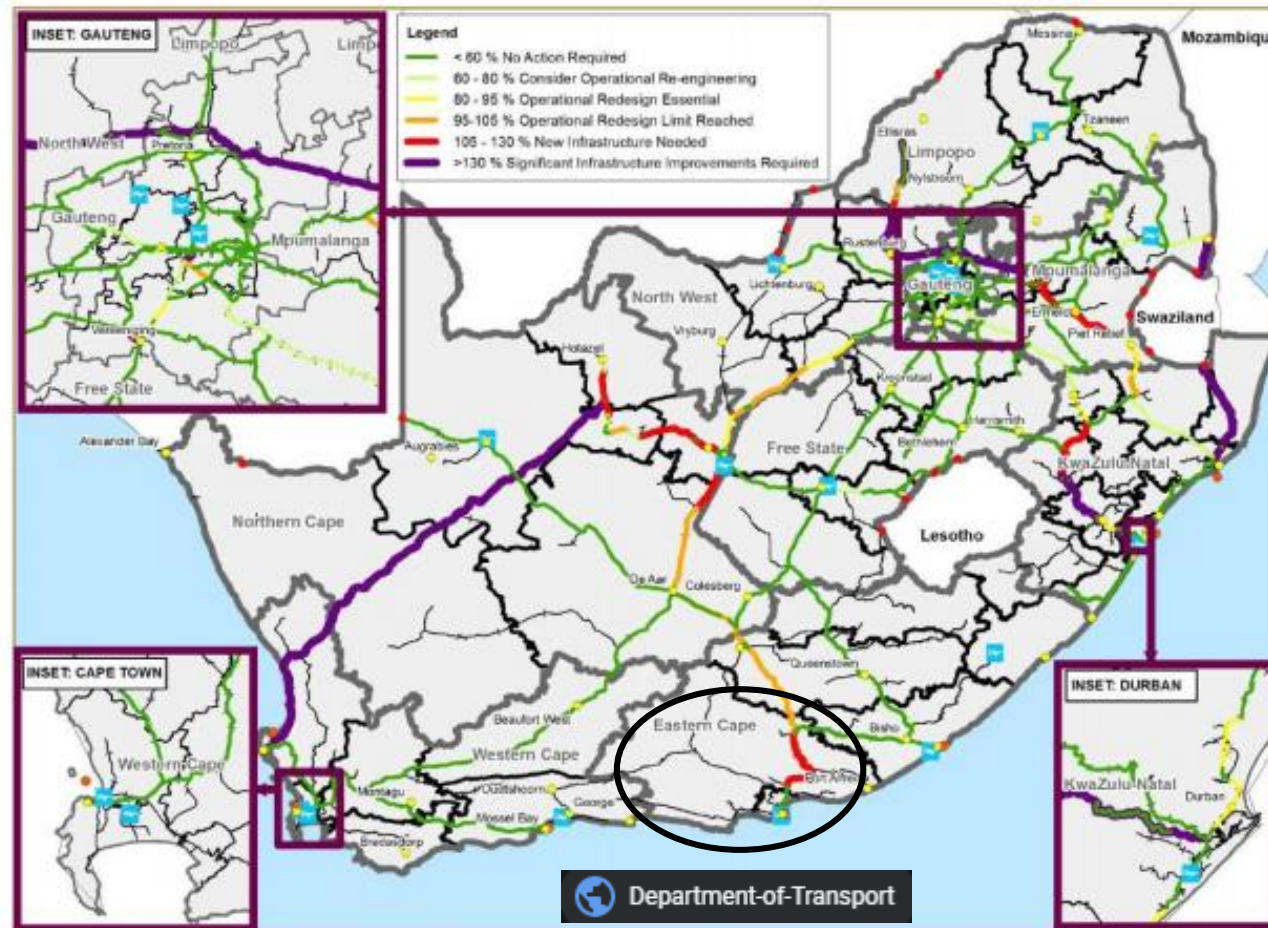 INSET: GAUTENG
Limpopo
North West
Pretoria
Gauteng
Mpumalanga
Vereeniging
Free State
Legend
< 60 % No Action Required
60 - 80 % Consider Operational Re-engineering
80 - 95 % Operational Redesign Essential
95-105 % Operational Redesign Limit Reached
105 - 130 % New Infrastructure Needed
>130 % Significant Infrastructure Improvements Required
Messina
Mozambiqu
Tzaneen
Ellisras
Limpopo
Nylstroom
Rustenburg
Mpumalanga
Lichtenburg
Gauteng
North West
Ermelo
Swaziland
Vryburg
Piet Retief
Hotazel
Kroonstad
Harrismith
Alexander Bay
Augrabies
Free State
Bethlehem
KwaZulu-Natal
Northern Cape
Lesotho
De Aar
Colesberg
INSET: CAPE TOWN
Queenstown
INSET: DURBAN
Beaufort West
Eastern Cape
Bisho
Western Cape
Western Cape
Port Alfred
KwaZulu-Natal
Montagu
Oudtshoorn
George
Durban
Mossel Bay
Bredasdorp
Department-of-Transport